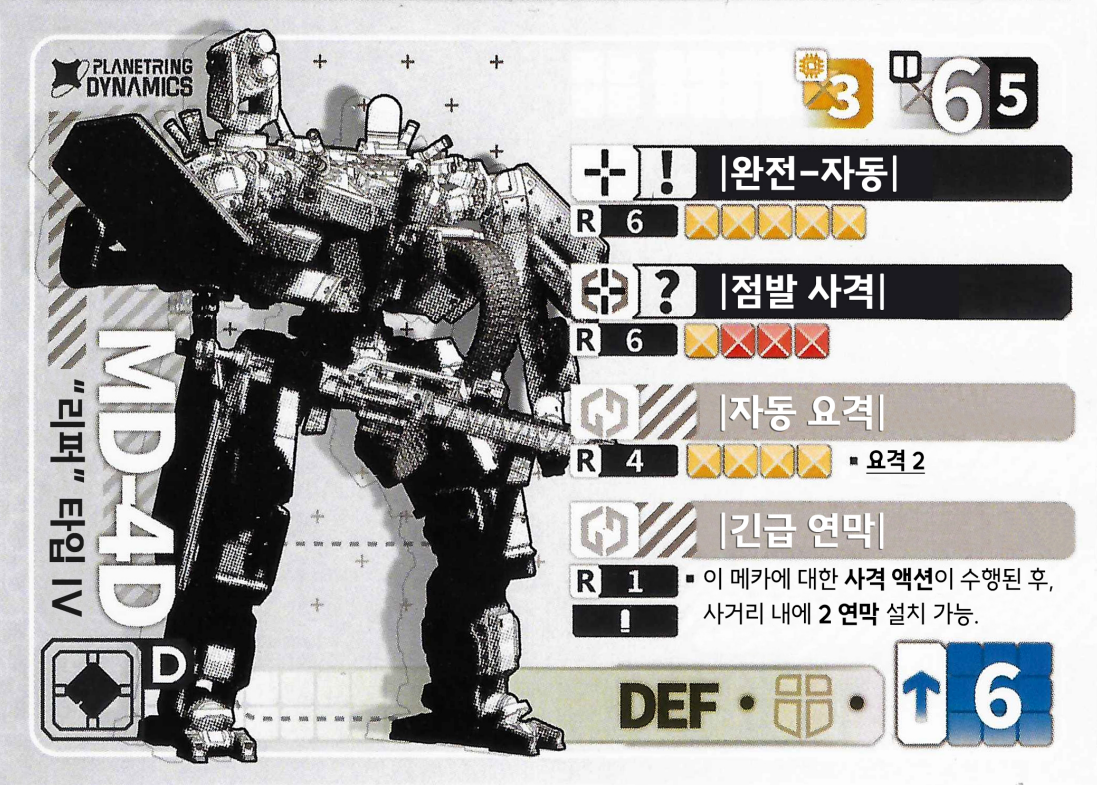 PLANETRING
DYNAMICS
3
6 5
|완전-자동|
R 6
|점발 사격|
R 6
|자동 요격|
R 4
▪ 요격 2
|긴급 연막|
R 1
▪ 이 메카에 대한 사격 액션이 수행된 후,
사거리 내에 2 연막 설치 가능.
MD-4D
"리퍼" 타입 IV
D
DEF
6